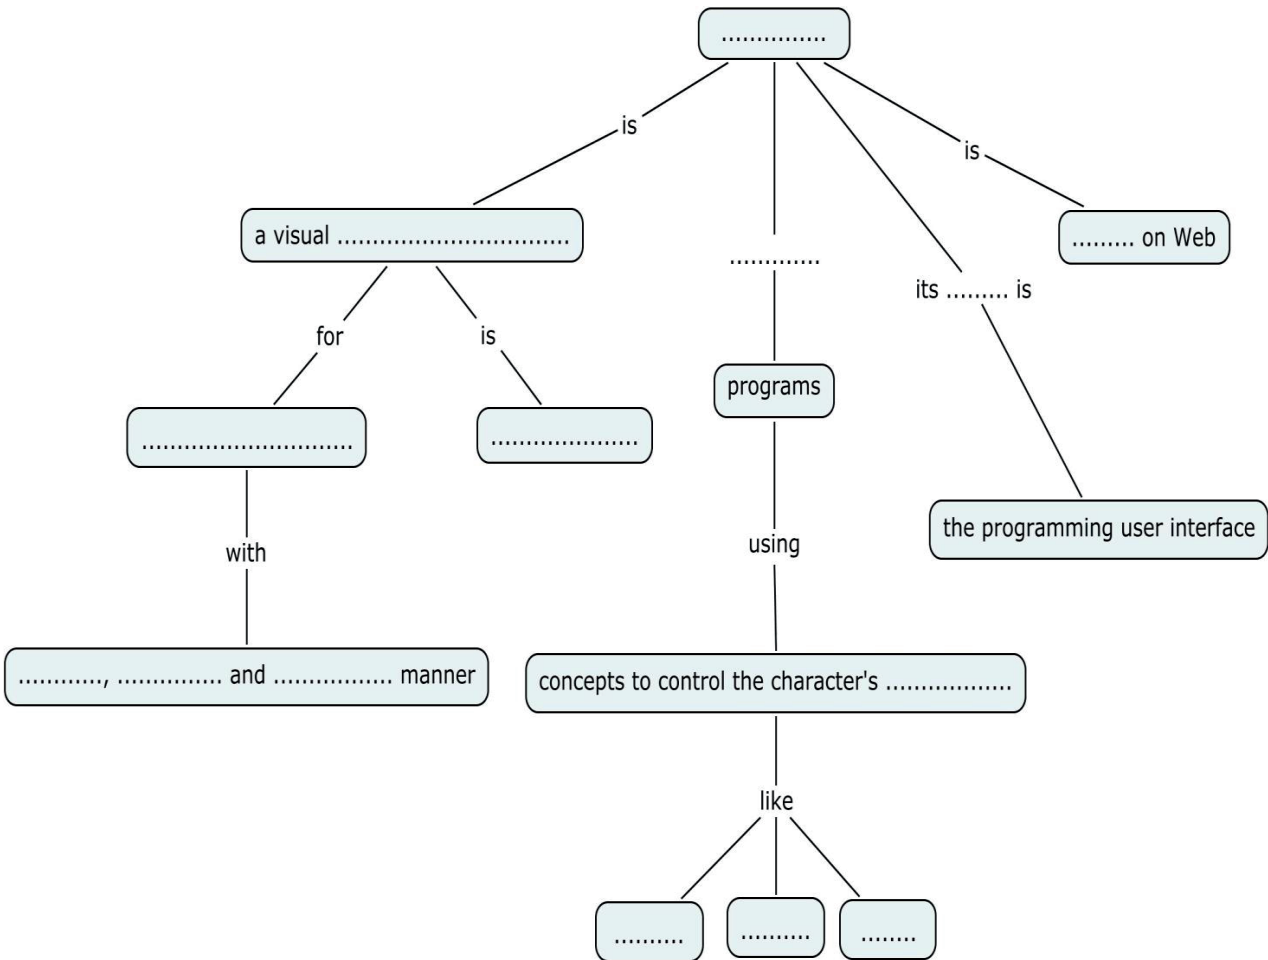 ...............
is
is
a visual .................................
......... on Web
.............
its ......... is
for
is
programs
..............................
.....................
the programming user interface
using
with
............, ............... and ................. manner
concepts to control the character's ..................
like
..........
..........
........